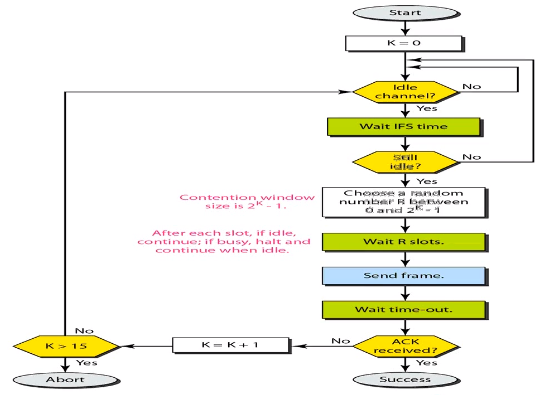 Start
K = 0
Idle
channel?
No
Yes
Wait IFS time
Still
idle?
No
Yes
Contention window
size is 2ᴷ - 1.
Choose a random
number R between
0 and 2ᴷ - 1
After each slot, if idle,
continue; if busy, halt and
continue when idle.
Wait R slots.
Send frame.
Wait time-out.
ACK
received?
No
Yes
K = K + 1
K > 15
No
Yes
Abort
Success